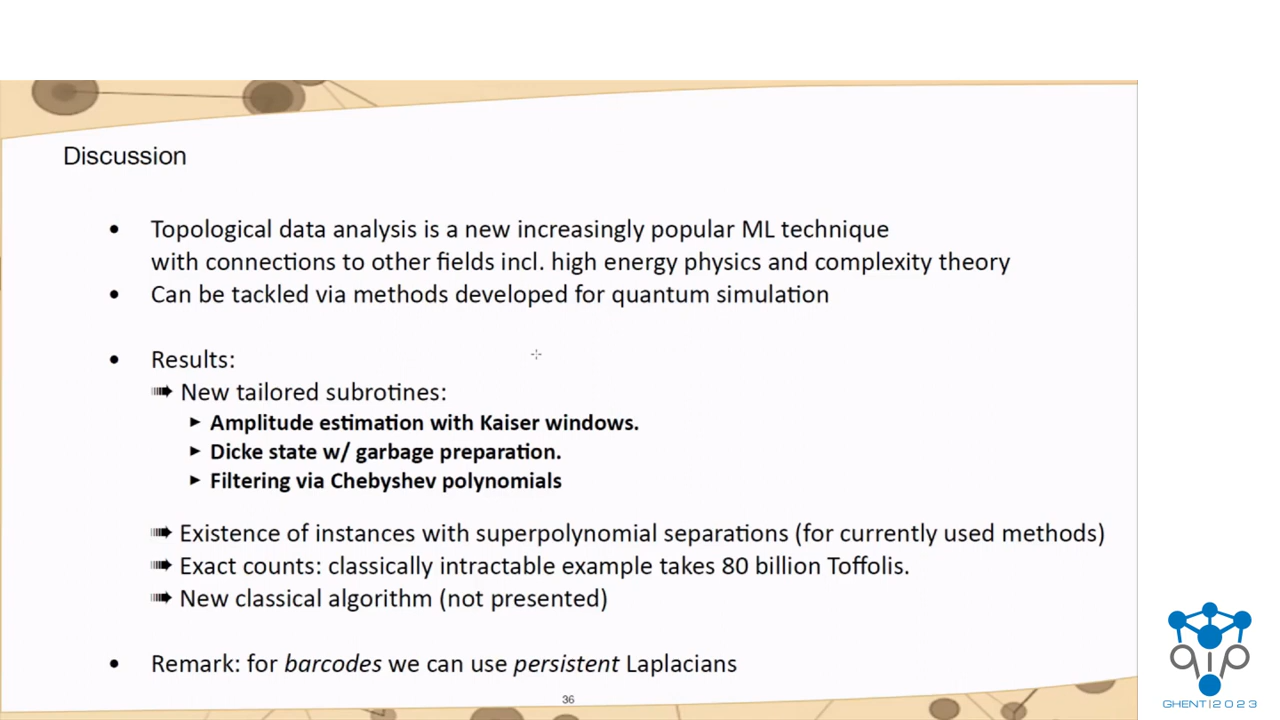 Discussion
• Topological data analysis is a new increasingly popular ML technique
with connections to other fields incl. high energy physics and complexity theory
• Can be tackled via methods developed for quantum simulation
• Results:
➠ New tailored subrotines:
▸ Amplitude estimation with Kaiser windows.
▸ Dicke state w/ garbage preparation.
▸ Filtering via Chebyshev polynomials
➠ Existence of instances with superpolynomial separations (for currently used methods)
➠ Exact counts: classically intractable example takes 80 billion Toffolis.
➠ New classical algorithm (not presented)
• Remark: for barcodes we can use persistent Laplacians
36
qip
GHENT|2023